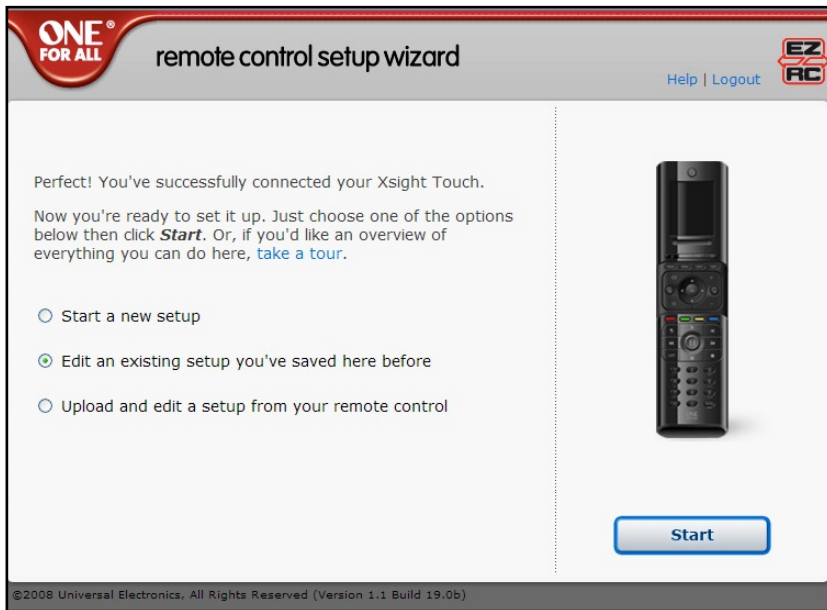 ONE®
FOR ALL
remote control setup wizard
EZ
RC
Help | Logout
Perfect! You've successfully connected your Xsight Touch.
Now you're ready to set it up. Just choose one of the options
below then click Start. Or, if you'd like an overview of
everything you can do here, take a tour.
Start a new setup
Edit an existing setup you've saved here before
Upload and edit a setup from your remote control
Start
©2008 Universal Electronics, All Rights Reserved (Version 1.1 Build 19.0b)